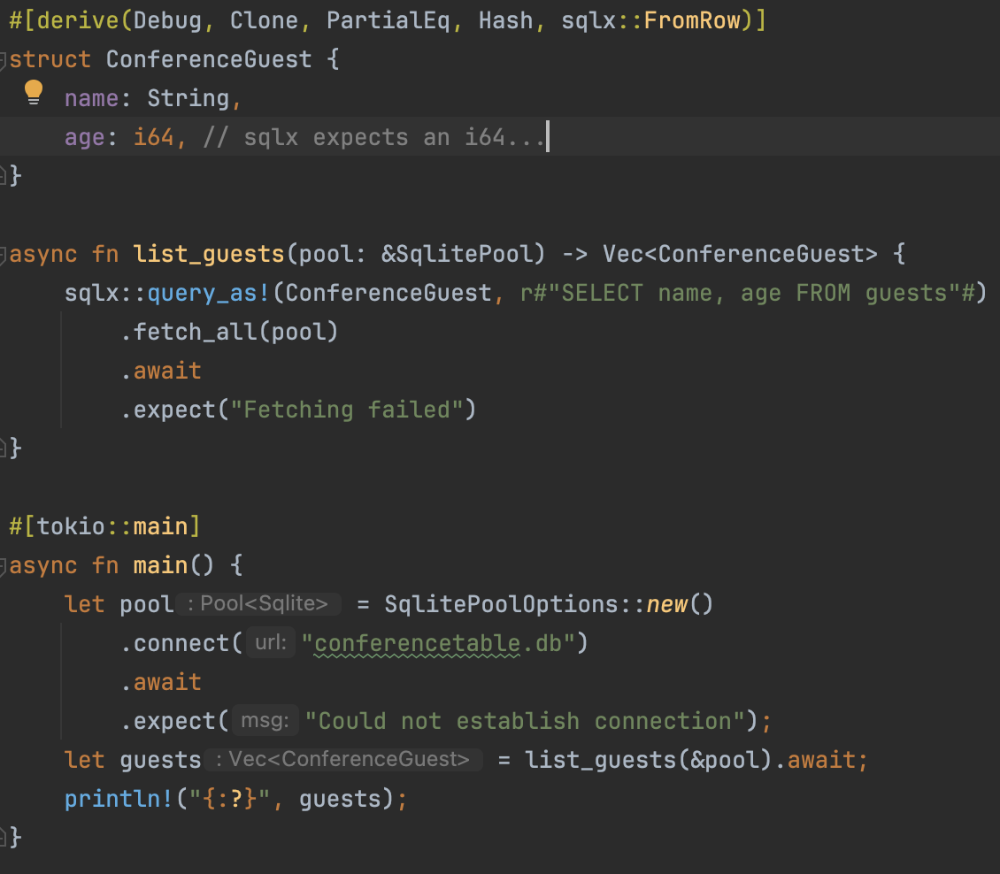 #[derive(Debug, Clone, PartialEq, Hash, sqlx::FromRow)]
struct ConferenceGuest {
    name: String,
    age: i64, // sqlx expects an i64...
}

async fn list_guests(pool: &SqlitePool) -> Vec<ConferenceGuest> {
    sqlx::query_as!(ConferenceGuest, r#"SELECT name, age FROM guests"#)
        .fetch_all(pool)
        .await
        .expect("Fetching failed")
}

#[tokio::main]
async fn main() {
    let pool : Pool<Sqlite> = SqlitePoolOptions::new()
        .connect( url: "conferencetable.db")
        .await
        .expect( msg: "Could not establish connection");
    let guests : Vec<ConferenceGuest> = list_guests(&pool).await;
    println!("{:?}", guests);
}